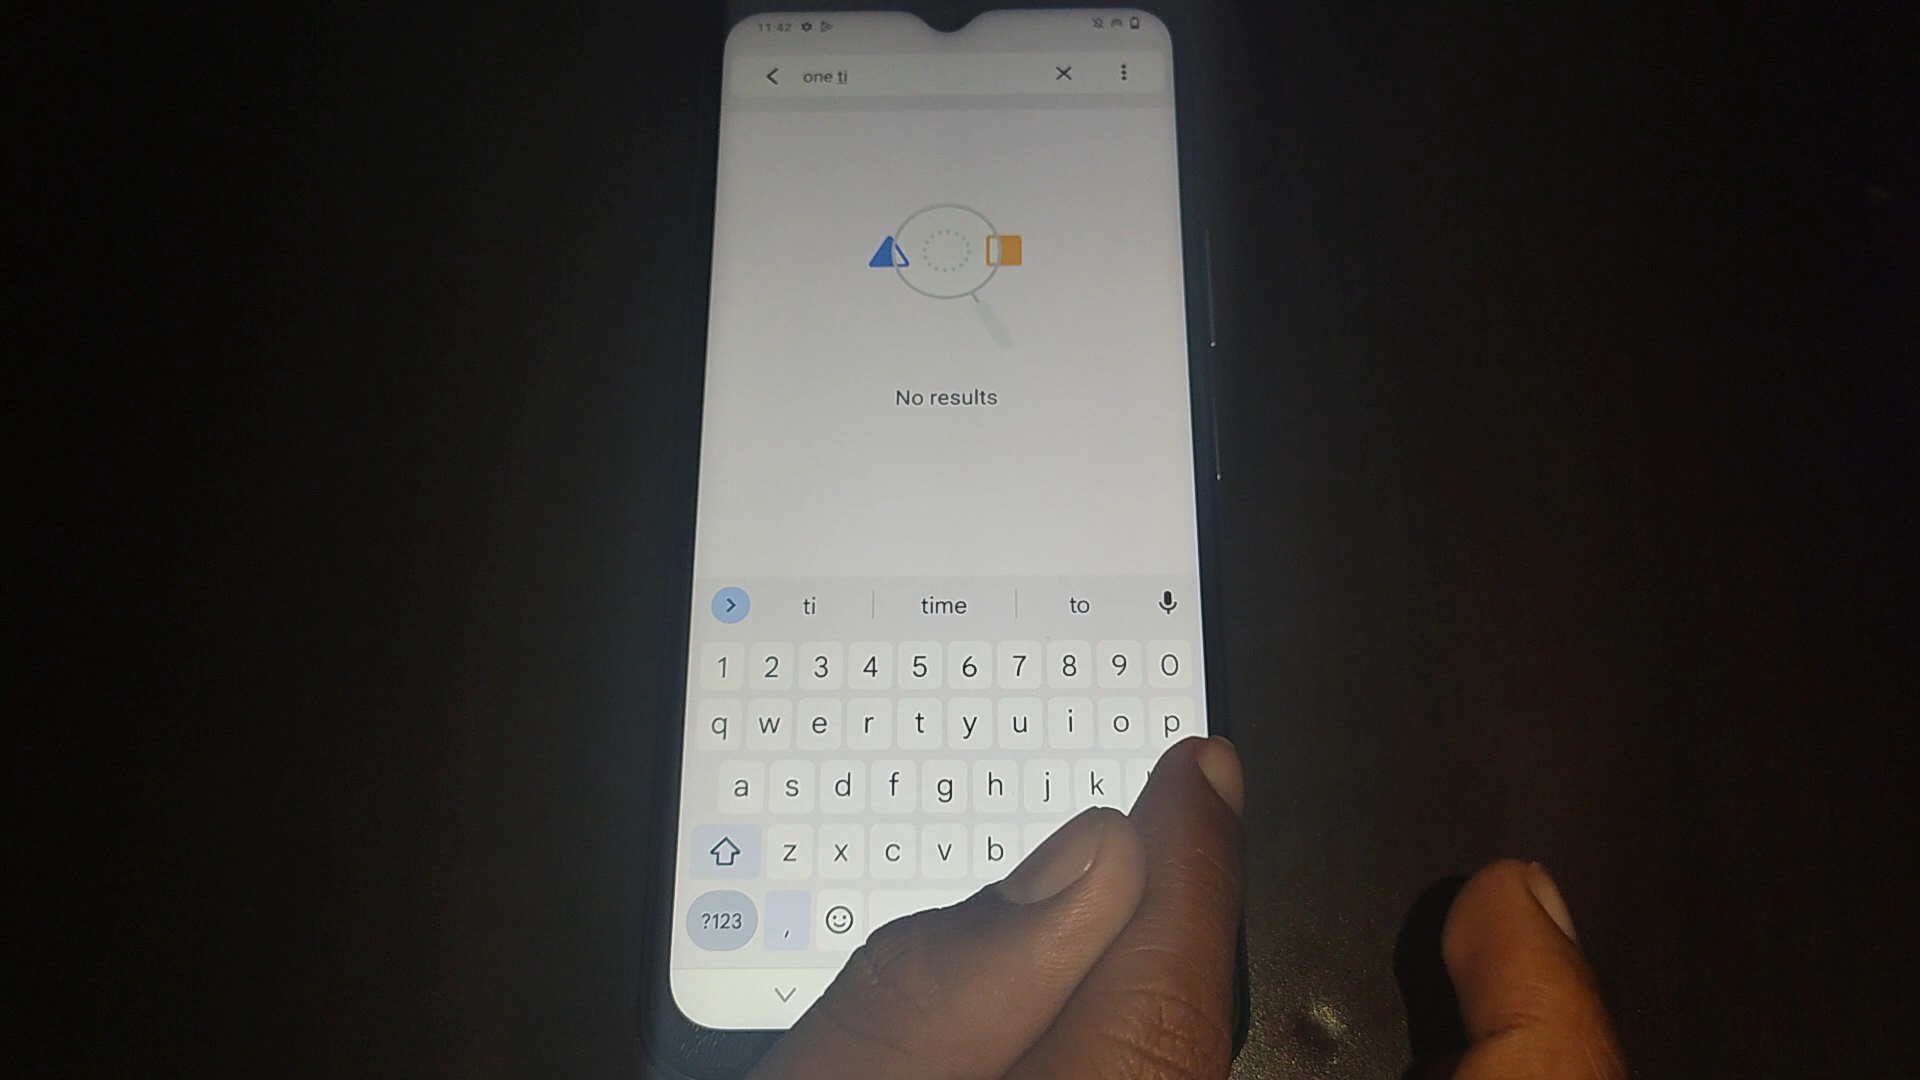 11:42
one ti
No results
ti time to
1 2 3 4 5 6 7 8 9 0
q w e r t y u i o p
a s d f g h j k
z x c v b
?123 ,